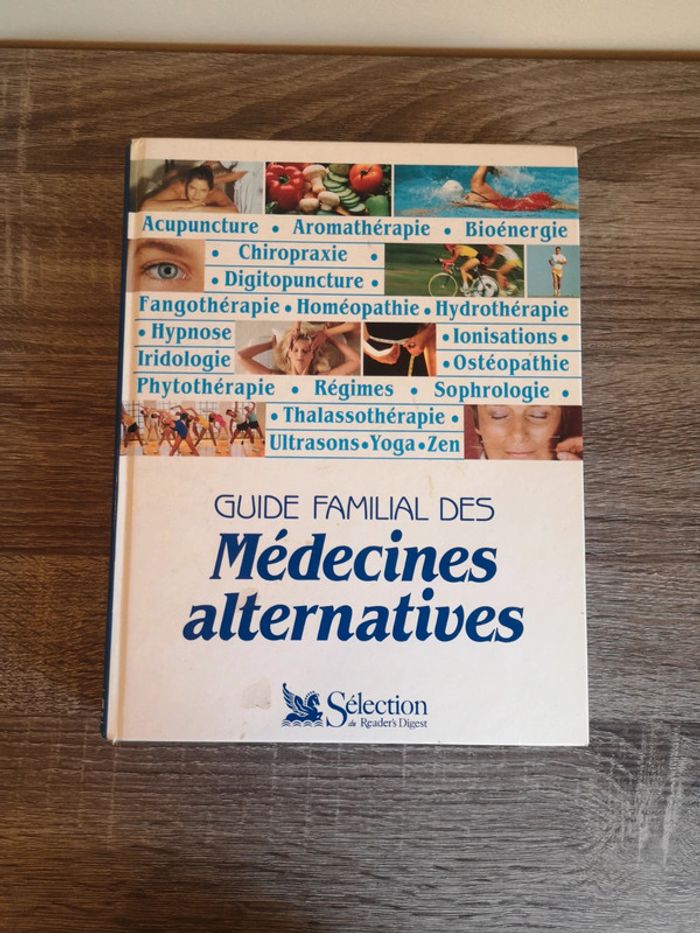 Acupuncture • Aromathérapie • Bioénergie
• Chiropraxie •
• Digitopuncture •
Fangothérapie • Homéopathie • Hydrothérapie
• Hypnose
• Ionisations •
Iridologie
• Ostéopathie
Phytothérapie • Régimes • Sophrologie •
• Thalassothérapie •
Ultrasons • Yoga • Zen
GUIDE FAMILIAL DES
Médecines
alternatives
Sélection
du Reader's Digest